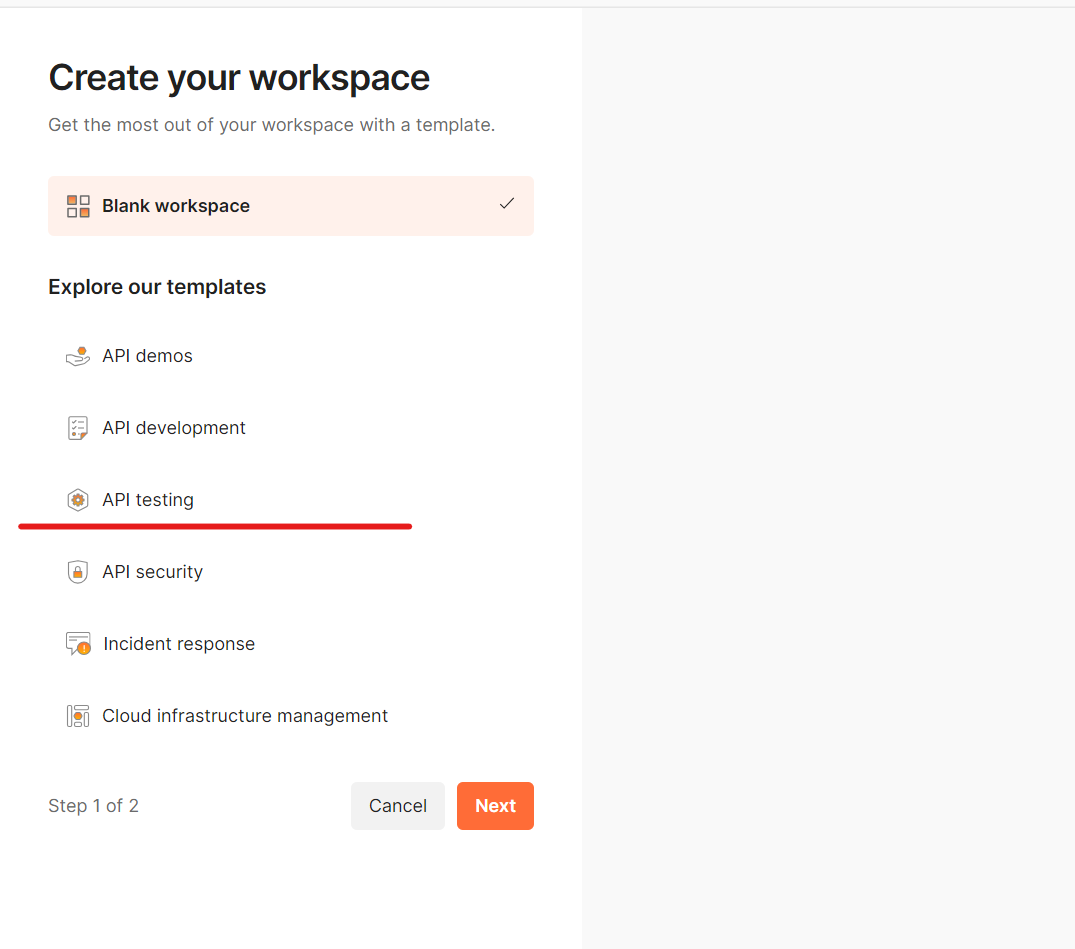 Create your workspace
Get the most out of your workspace with a template.
Blank workspace
Explore our templates
API demos
API development
API testing
API security
Incident response
Cloud infrastructure management
Step 1 of 2
Cancel
Next